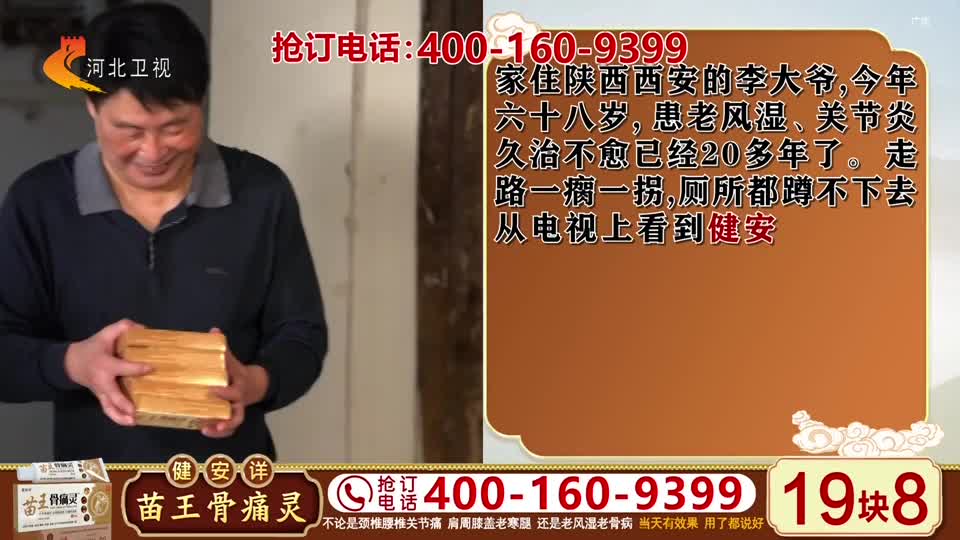 河北卫视
抢订电话:400-160-9399
广告
家住陕西西安的李大爷,今年
六十八岁,患老风湿、关节炎
久治不愈已经20多年了。走
路一瘸一拐,厕所都蹲不下去
从电视上看到健安
健安详
苗王骨痛灵
苗王骨痛灵
抢订电话 400-160-9399
不论是颈椎腰椎关节痛 肩周膝盖老寒腿 还是老风湿老骨病 当天有效果 用了都说好
19块8